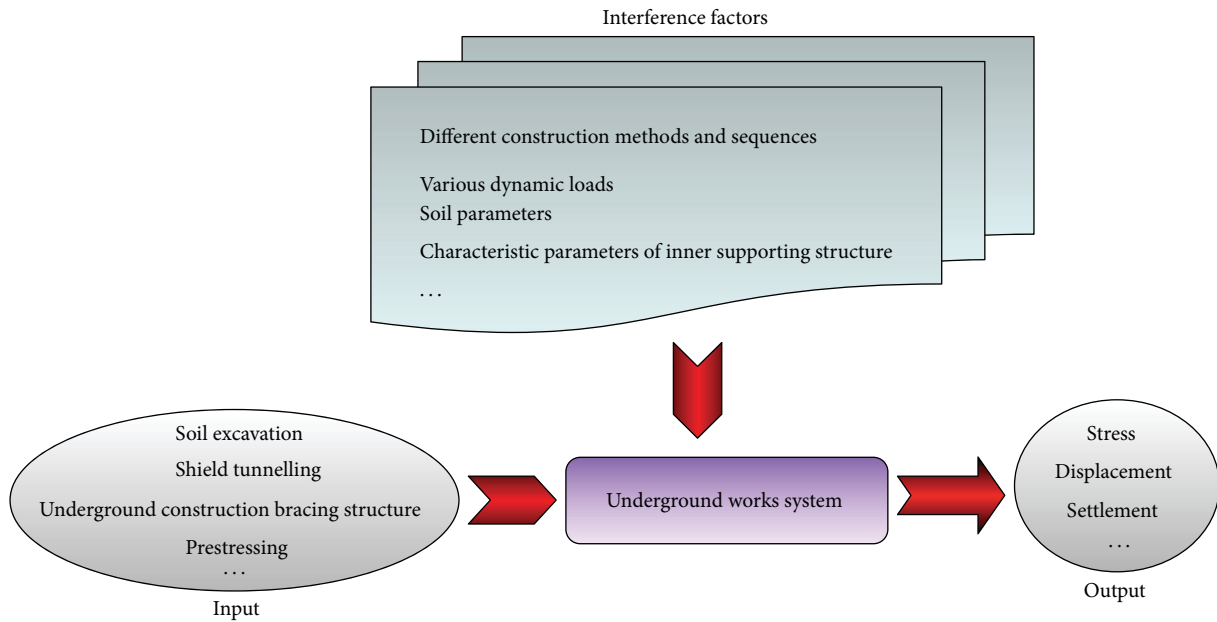 Interference factors
Different construction methods and sequences
Various dynamic loads
Soil parameters
Characteristic parameters of inner supporting structure
...
Soil excavation
Shield tunnelling
Underground construction bracing structure
Prestressing
...
Input
Underground works system
Stress
Displacement
Settlement
...
Output